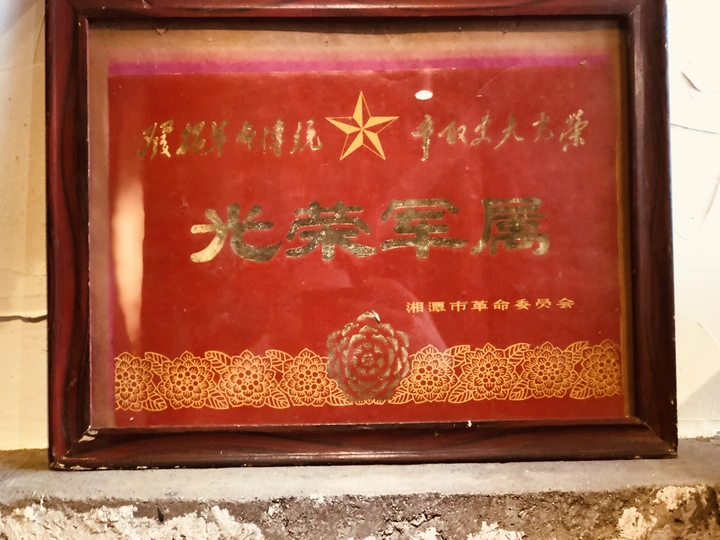 发扬革命传统 争取更大光荣
光荣军属
湘潭市革命委员会